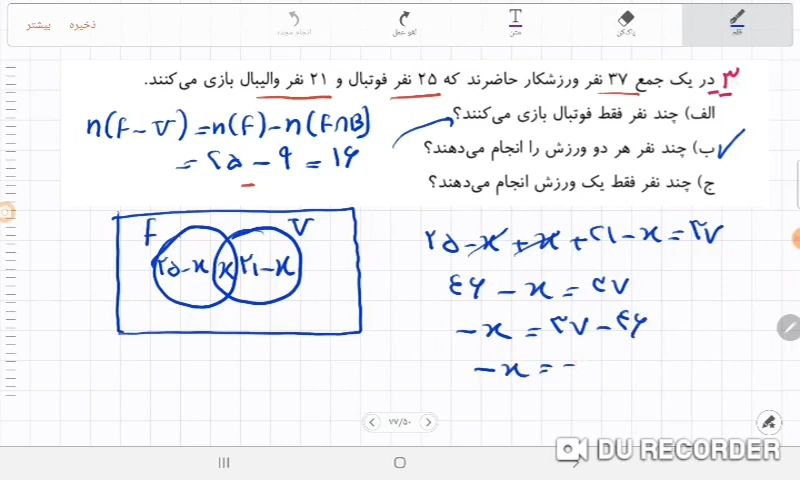 بیشتر ذخیره انجام مجدد لغو عمل متن پاک‌کن قلم
۳ در یک جمع ۳۷ نفر ورزشکار حاضرند که ۲۵ نفر فوتبال و ۲۱ نفر والیبال بازی می‌کنند.
الف) چند نفر فقط فوتبال بازی می‌کنند؟
n(F − V) = n(F) − n(F∩B)
ب) چند نفر هر دو ورزش را انجام می‌دهند؟
= ۲۵ − ۹ = ۱۶
ج) چند نفر فقط یک ورزش انجام می‌دهند؟
F V
۲۵−x x ۲۱−x
۲۵ − x + x + ۲۱ − x = ۳۷
۴۶ − x = ۳۷
−x = ۳۷ − ۴۶
−x = −
۷۷/۵۰
DU RECORDER